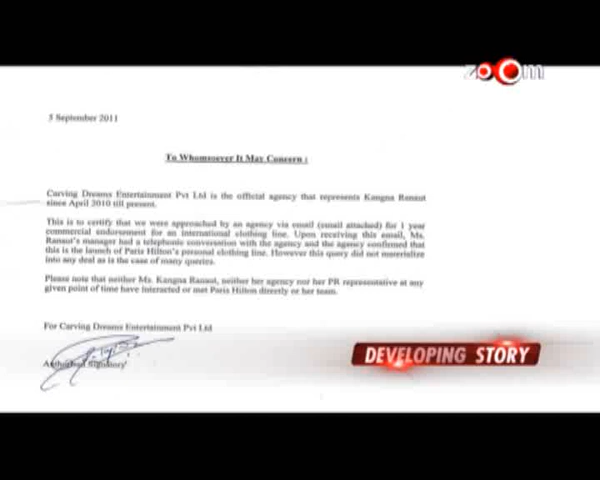 zoom
5 September 2011
To Whomsoever It May Concern :
Carving Dreams Entertainment Pvt Ltd is the official agency that represents Kangna Ranaut
since April 2010 till present.
This is to certify that we were approached by an agency via email (email attached) for 1 year
commercial endorsement for an international clothing line. Upon receiving this email, Ms.
Ranaut's manager had a telephonic conversation with the agency and the agency confirmed that
this is the launch of Paris Hilton's personal clothing line. However this query did not materialize
into any deal as is the case of many queries.
Please note that neither Ms. Kangna Ranaut, neither her agency nor her PR representative at any
given point of time have interacted or met Paris Hilton directly or her team.
For Carving Dreams Entertainment Pvt Ltd
Authorised Signatory
DEVELOPING STORY